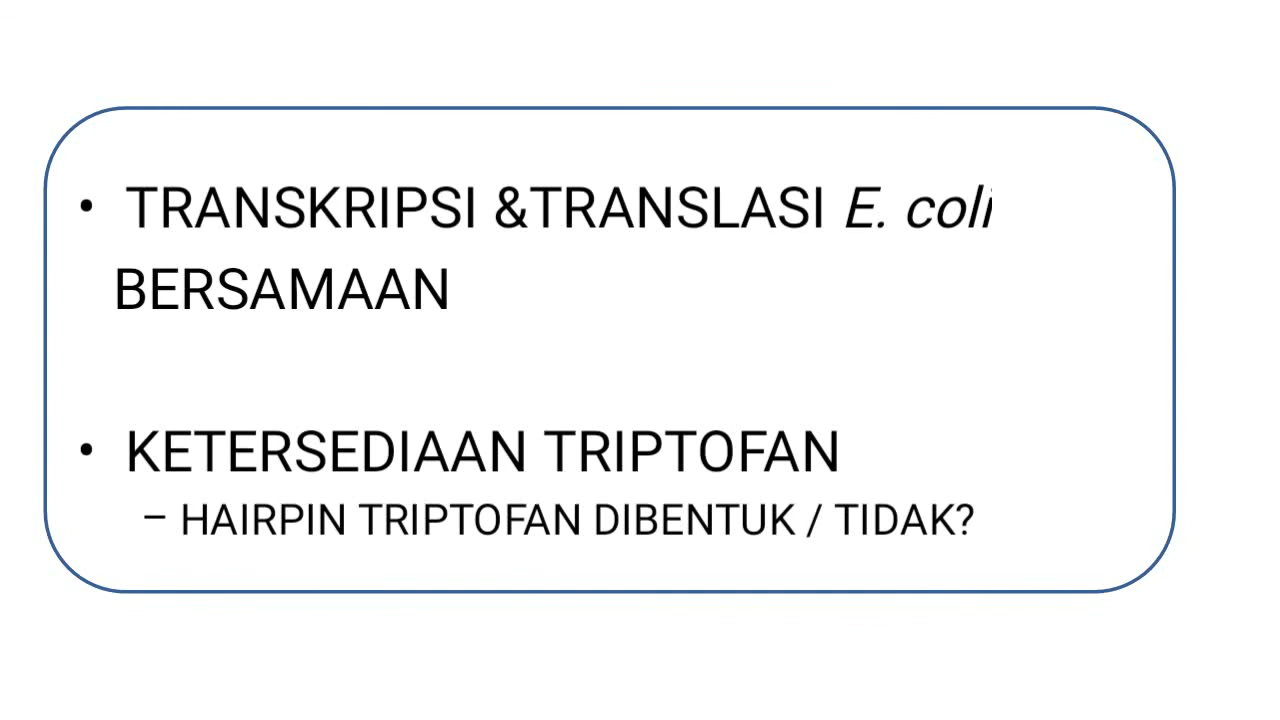 • TRANSKRIPSI &TRANSLASI E. coli
BERSAMAAN
• KETERSEDIAAN TRIPTOFAN
– HAIRPIN TRIPTOFAN DIBENTUK / TIDAK?